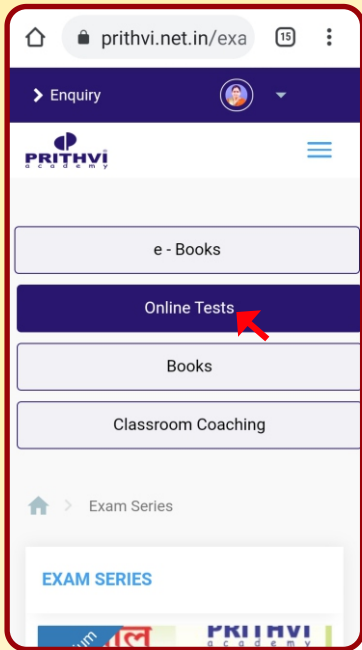 prithvi.net.in/exa 15
Enquiry
PRITHVI
academy
e - Books
Online Tests
Books
Classroom Coaching
Exam Series
EXAM SERIES
PRITHVI
academy